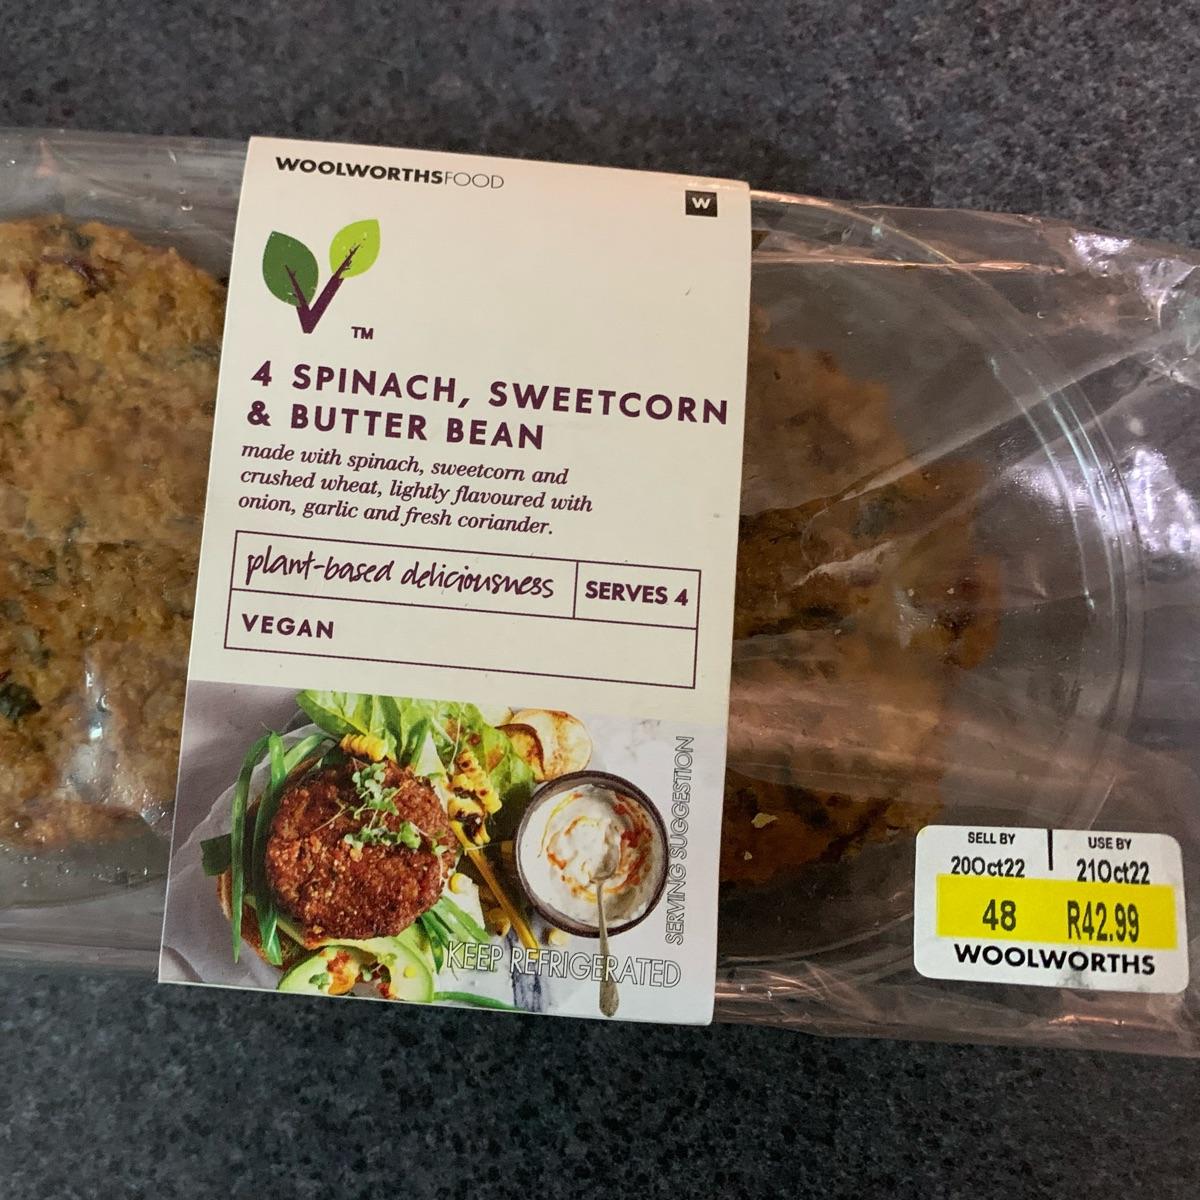 WOOLWORTHSFOOD
W
TM
4 SPINACH, SWEETCORN
& BUTTER BEAN
made with spinach, sweetcorn and
crushed wheat, lightly flavoured with
onion, garlic and fresh coriander.
plant-based deliciousness
SERVES 4
VEGAN
SERVING SUGGESTION
KEEP REFRIGERATED
SELL BY
USE BY
20Oct22
21Oct22
48
R42.99
WOOLWORTHS